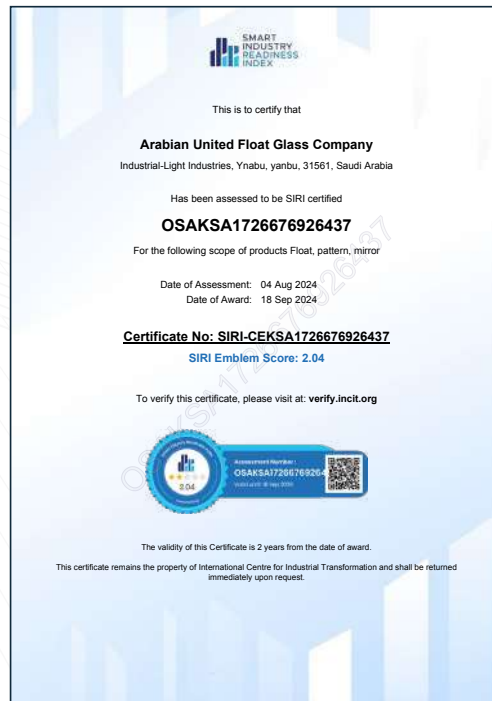 SMART
INDUSTRY
READINESS
INDEX
This is to certify that
Arabian United Float Glass Company
Industrial-Light Industries, Ynabu, yanbu, 31561, Saudi Arabia
Has been assessed to be SIRI certified
OSAKSA1726676926437
For the following scope of products Float, pattern, mirror
Date of Assessment: 04 Aug 2024
Date of Award: 18 Sep 2024
Certificate No: SIRI-CEKSA1726676926437
SIRI Emblem Score: 2.04
To verify this certificate, please visit at: verify.incit.org
Assessment Number:
OSAKSA17266769264
2.04
The validity of this Certificate is 2 years from the date of award.
This certificate remains the property of International Centre for Industrial Transformation and shall be returned
immediately upon request.
OSAKSA1726676926437